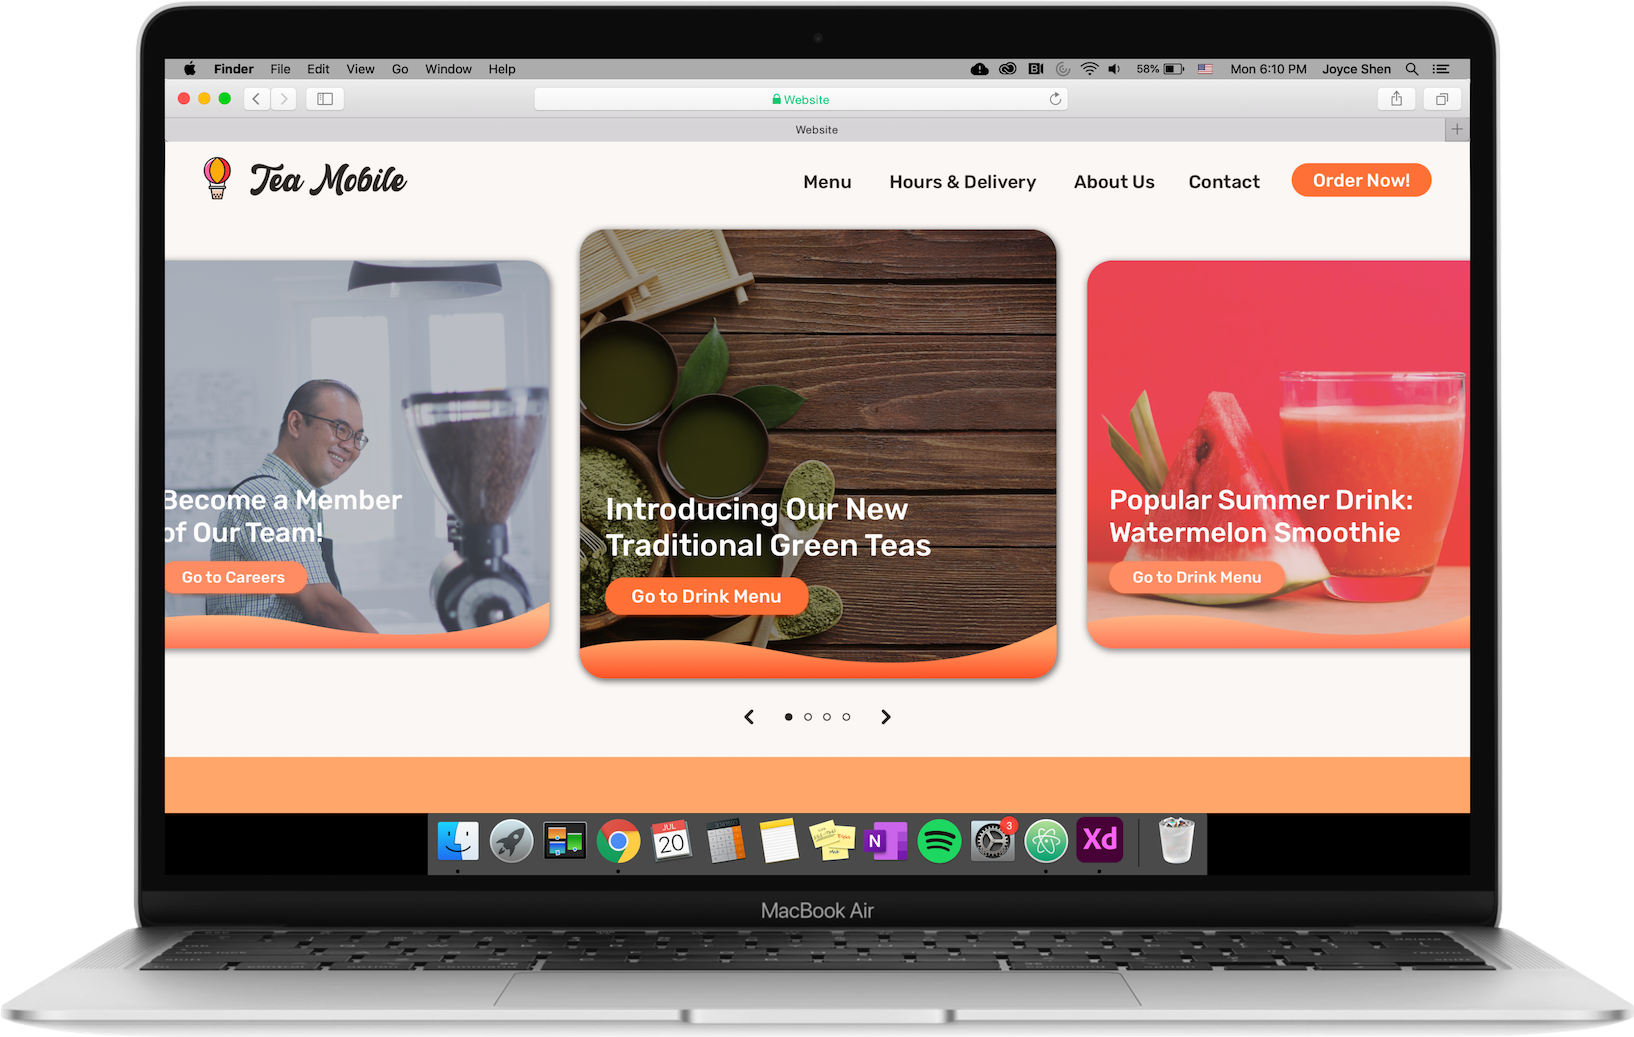 Finder File Edit View Go Window Help 58% Mon 6:10 PM Joyce Shen
Website
Website
Tea Mobile
Menu Hours & Delivery About Us Contact Order Now!
Become a Member
of Our Team!
Go to Careers
Introducing Our New
Traditional Green Teas
Go to Drink Menu
Popular Summer Drink:
Watermelon Smoothie
Go to Drink Menu
JUL
20
N
3
Xd
MacBook Air